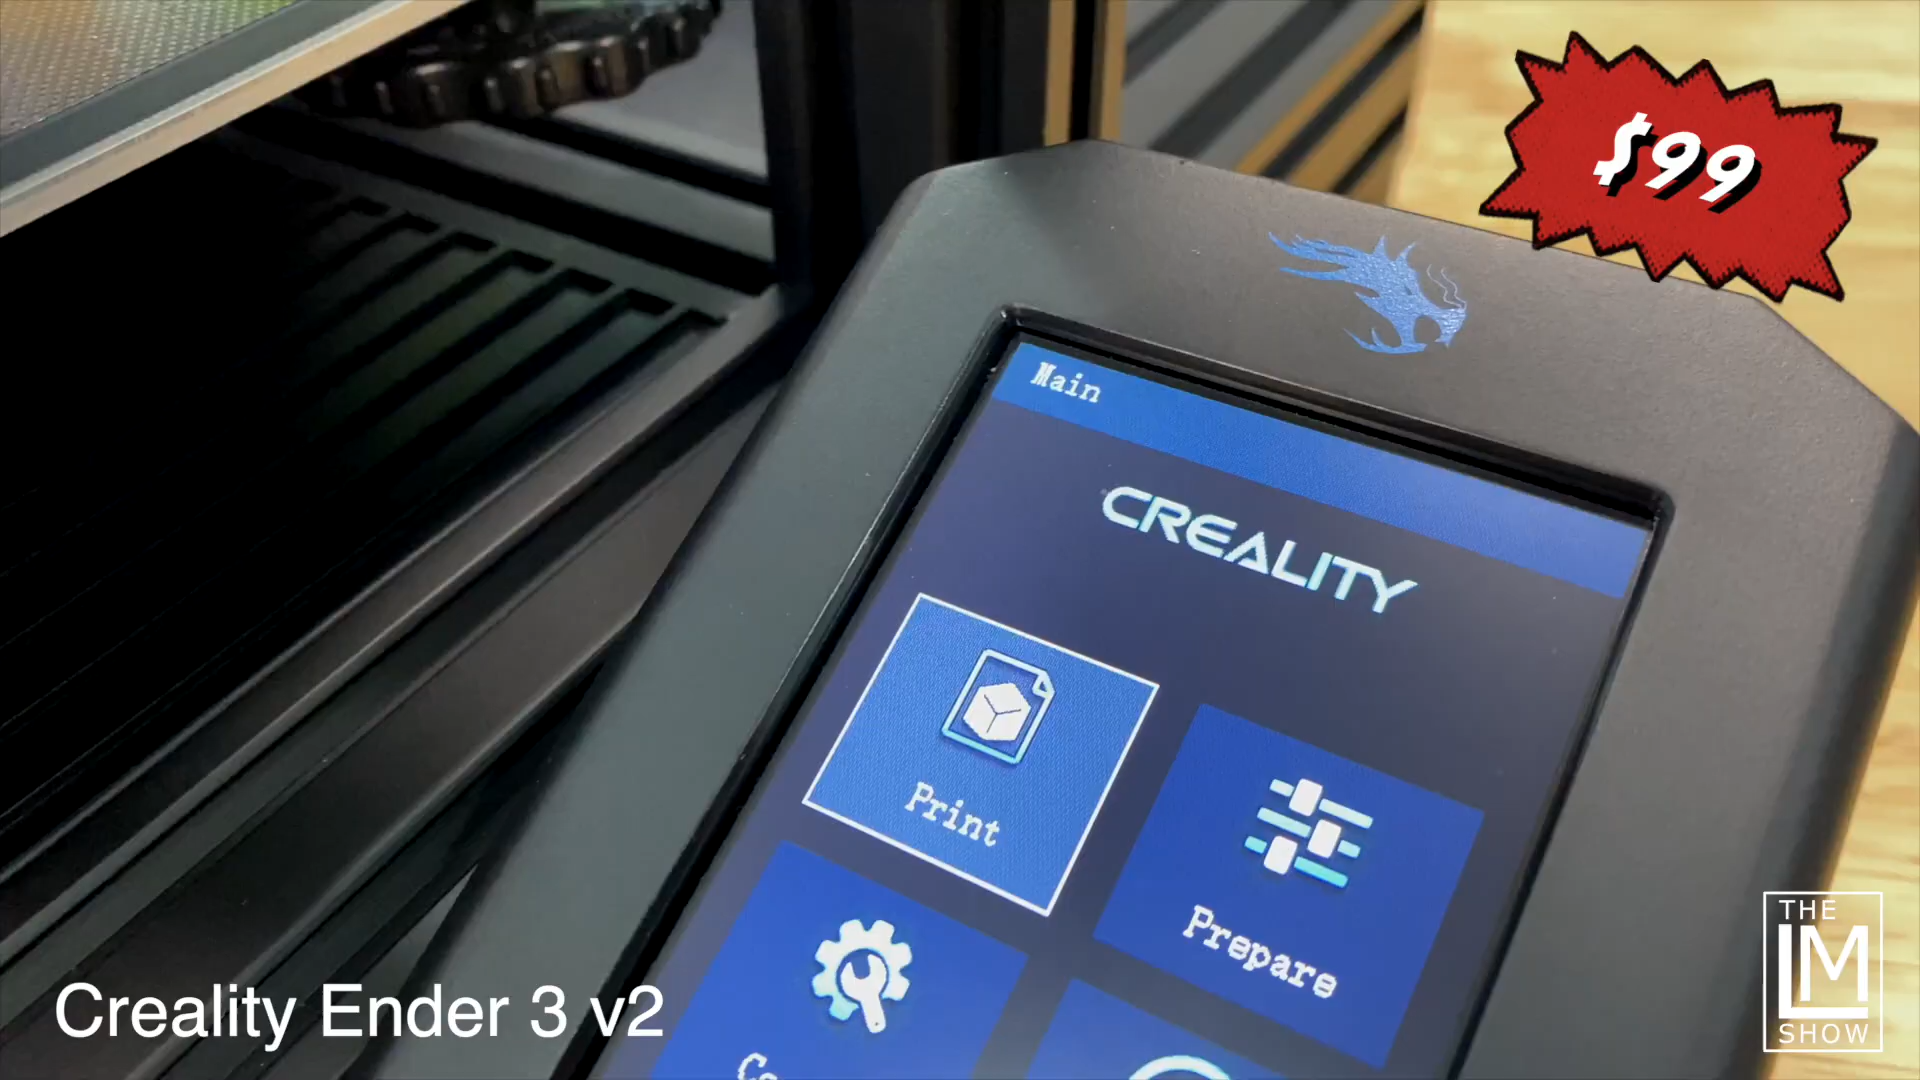 $99
Main
CREALITY
Print
Prepare
Creality Ender 3 v2
THE
LM
SHOW